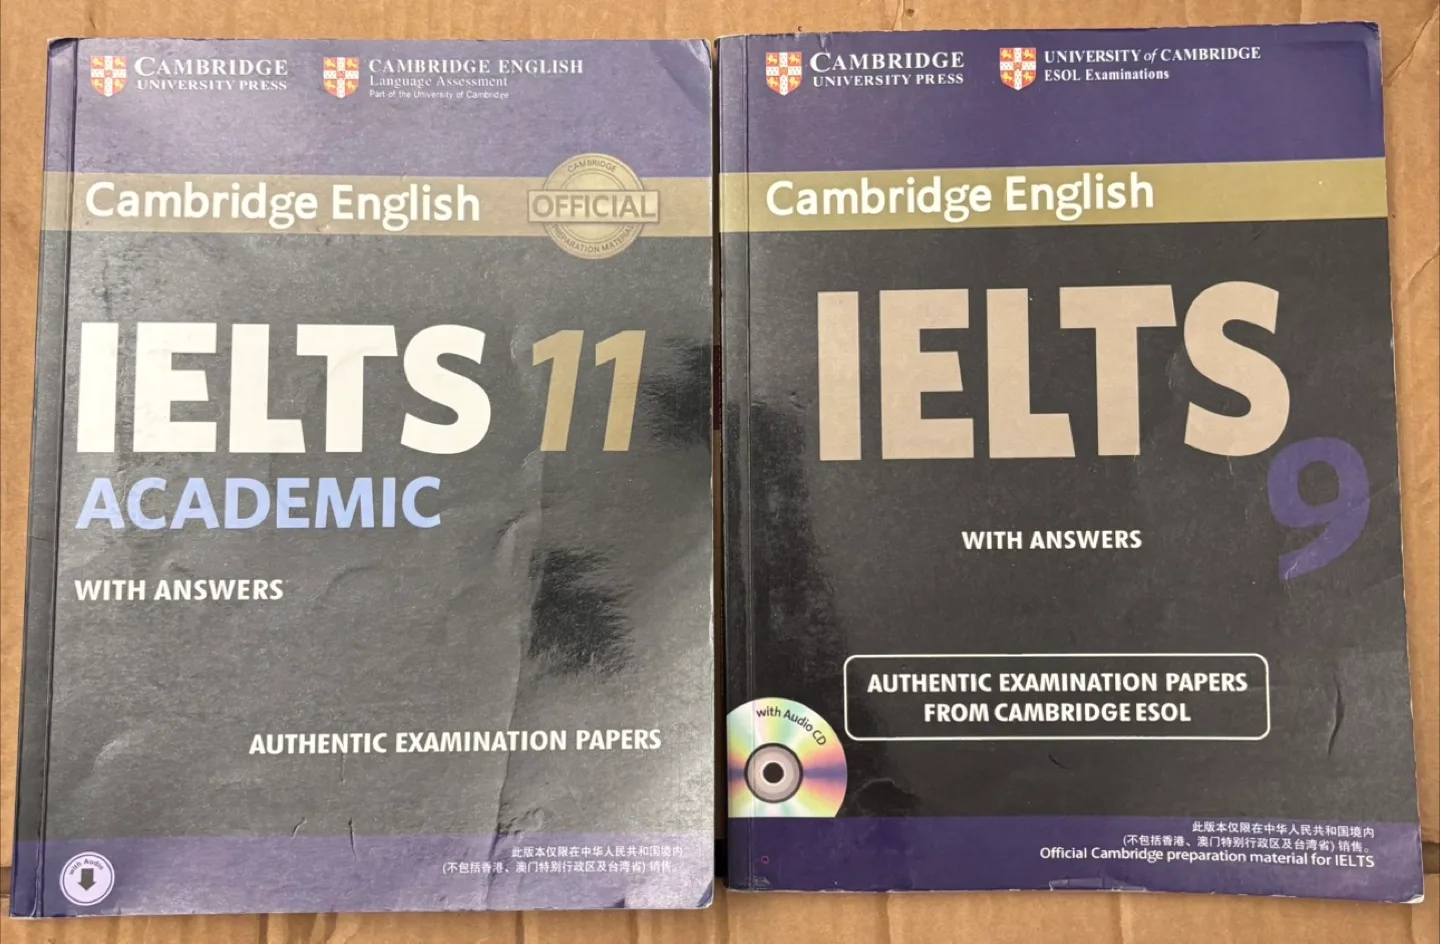 CAMBRIDGE
UNIVERSITY PRESS
CAMBRIDGE ENGLISH
Language Assessment
Part of the University of Cambridge
Cambridge English
CAMBRIDGE
OFFICIAL
PREPARATION MATERIAL
IELTS 11
ACADEMIC
WITH ANSWERS
AUTHENTIC EXAMINATION PAPERS
with Audio
此版本仅限在中华人民共和国境内
(不包括香港、澳门特别行政区及台湾省)销售。
CAMBRIDGE
UNIVERSITY PRESS
UNIVERSITY of CAMBRIDGE
ESOL Examinations
Cambridge English
IELTS
9
WITH ANSWERS
AUTHENTIC EXAMINATION PAPERS
FROM CAMBRIDGE ESOL
with Audio CD
此版本仅限在中华人民共和国境内
(不包括香港、澳门特别行政区及台湾省)销售。
Official Cambridge preparation material for IELTS